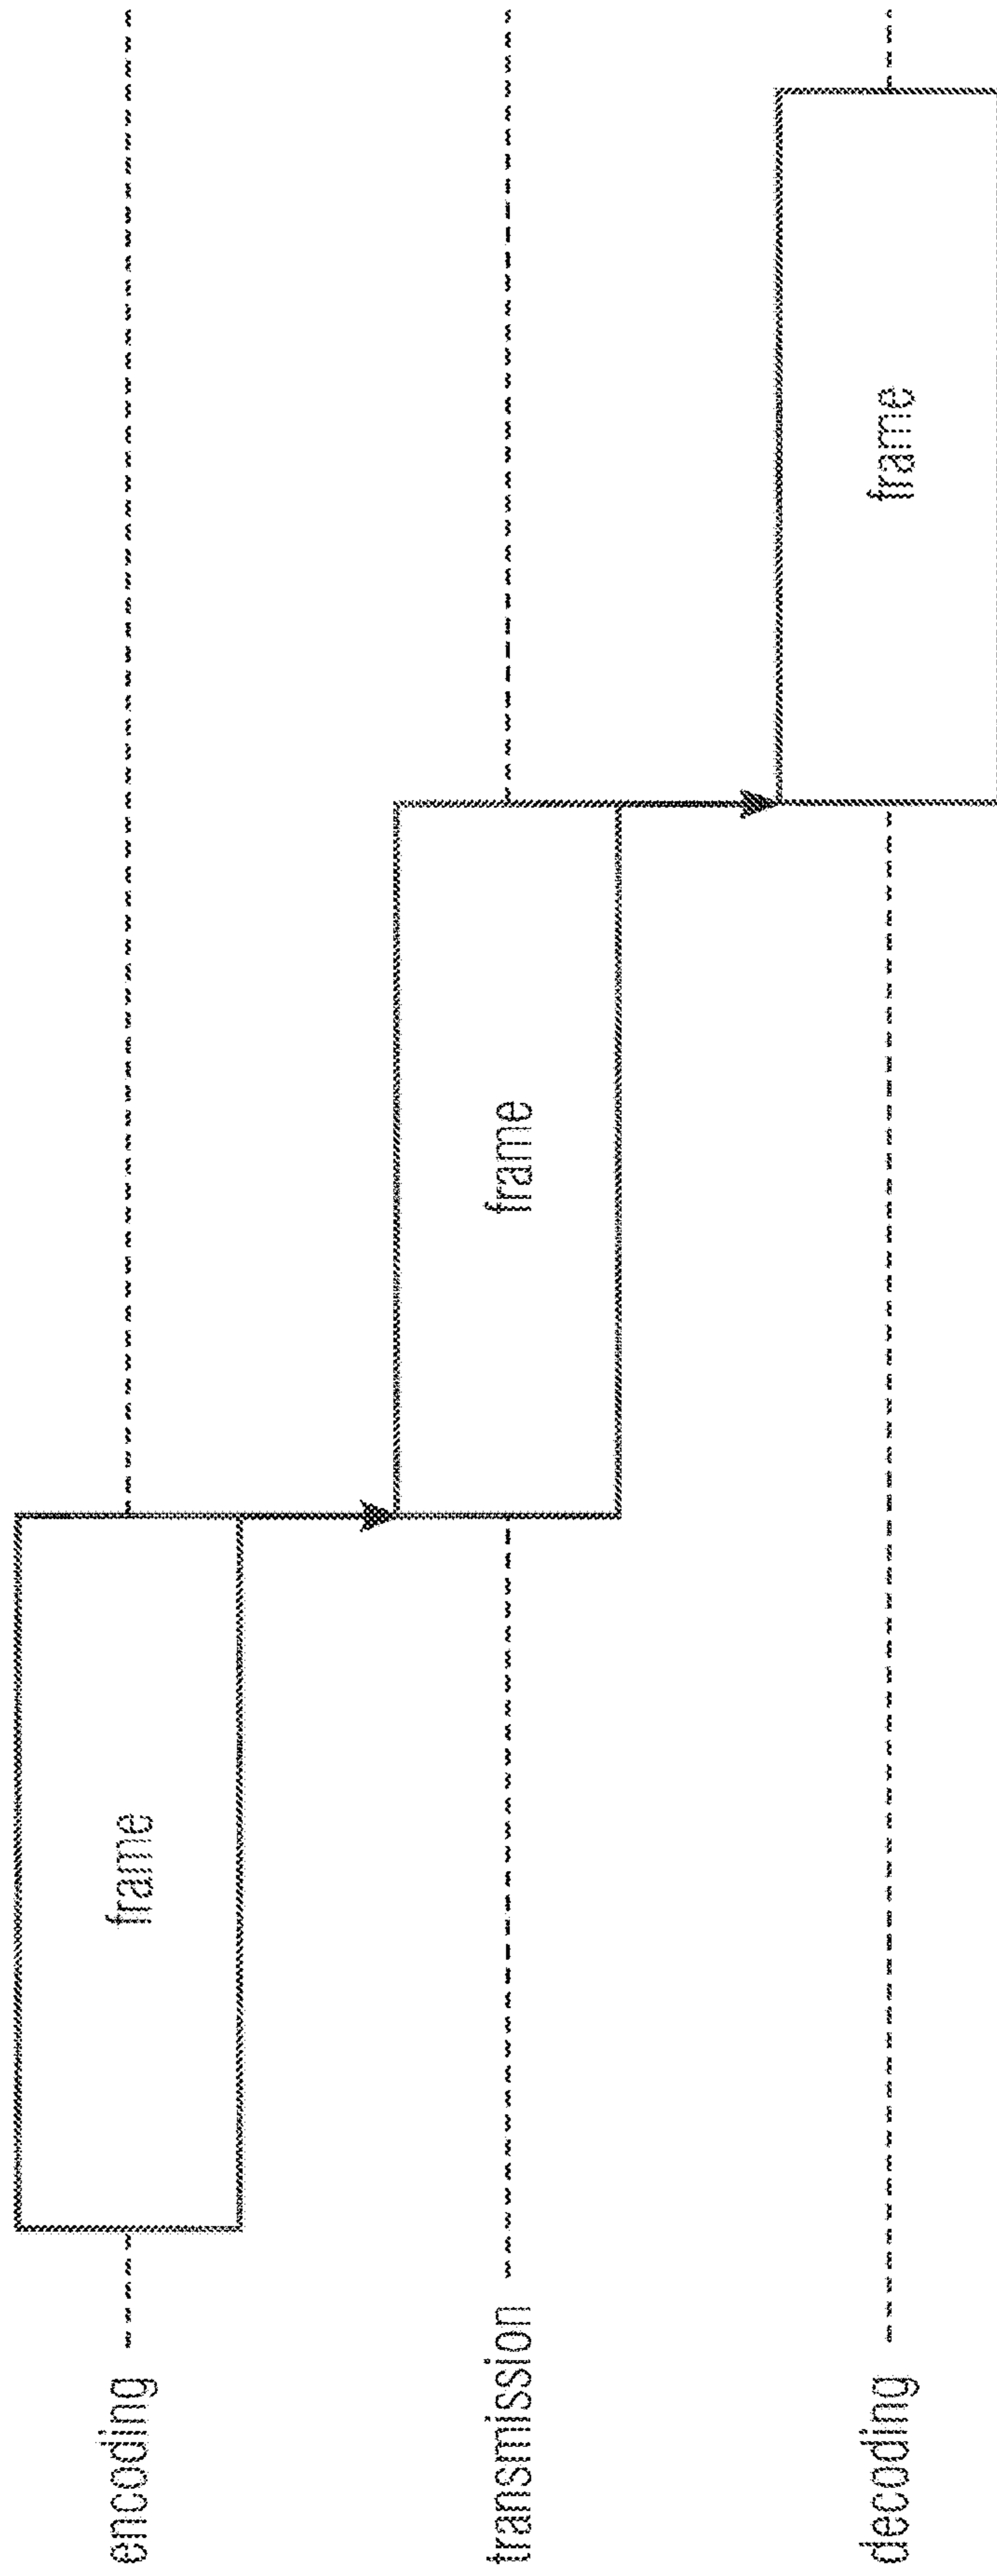 encoding
frame
transmission
frame
decoding
frame